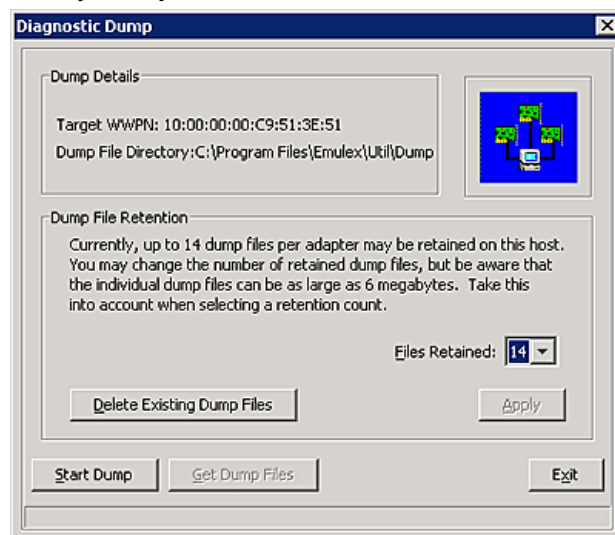 Diagnostic Dump
Dump Details
Target WWPN: 10:00:00:00:C9:51:3E:51
Dump File Directory:C:\Program Files\Emulex\Util\Dump
Dump File Retention
Currently, up to 14 dump files per adapter may be retained on this host.
You may change the number of retained dump files, but be aware that
the individual dump files can be as large as 6 megabytes. Take this
into account when selecting a retention count.
Files Retained: 14
Delete Existing Dump Files
Apply
Start Dump
Get Dump Files
Exit